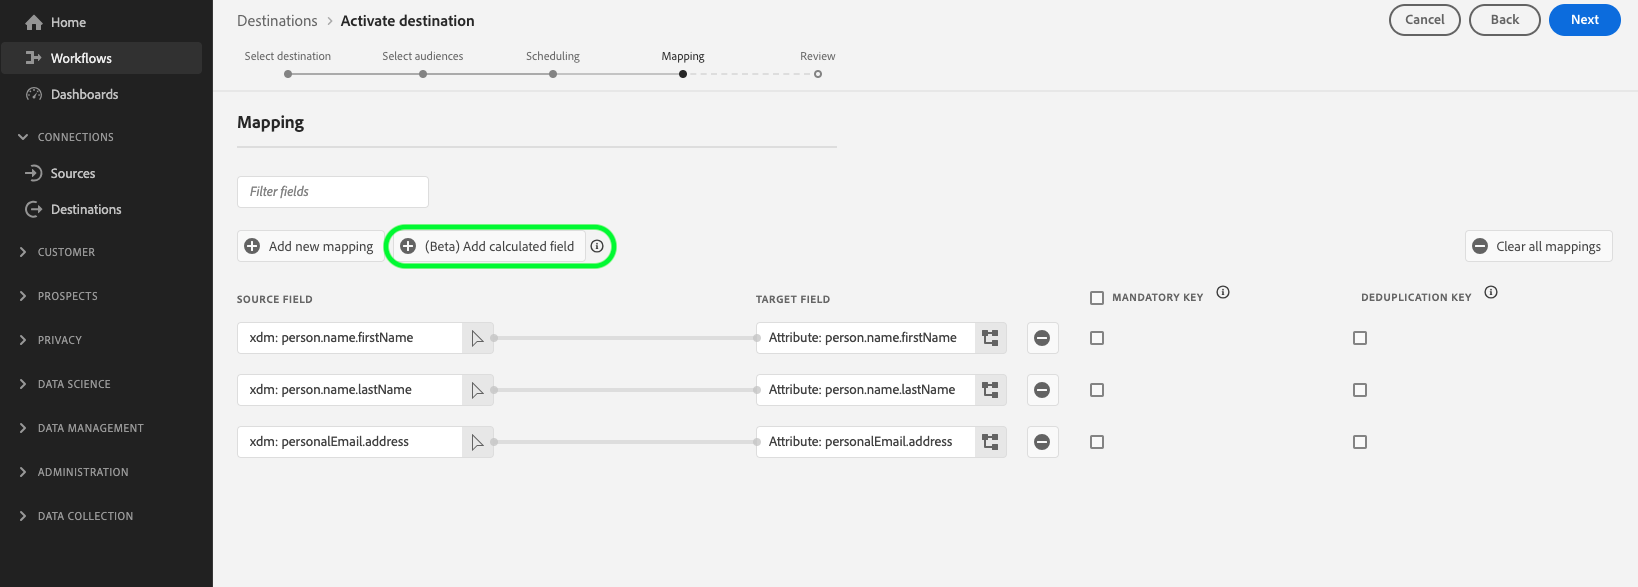 Home
Workflows
Dashboards
CONNECTIONS
Sources
Destinations
CUSTOMER
PROSPECTS
PRIVACY
DATA SCIENCE
DATA MANAGEMENT
ADMINISTRATION
DATA COLLECTION
Destinations > Activate destination
Cancel Back Next
Select destination Select audiences Scheduling Mapping Review
Mapping
Filter fields
Add new mapping (Beta) Add calculated field Clear all mappings
SOURCE FIELD TARGET FIELD MANDATORY KEY DEDUPLICATION KEY
xdm: person.name.firstName Attribute: person.name.firstName
xdm: person.name.lastName Attribute: person.name.lastName
xdm: personalEmail.address Attribute: personalEmail.address